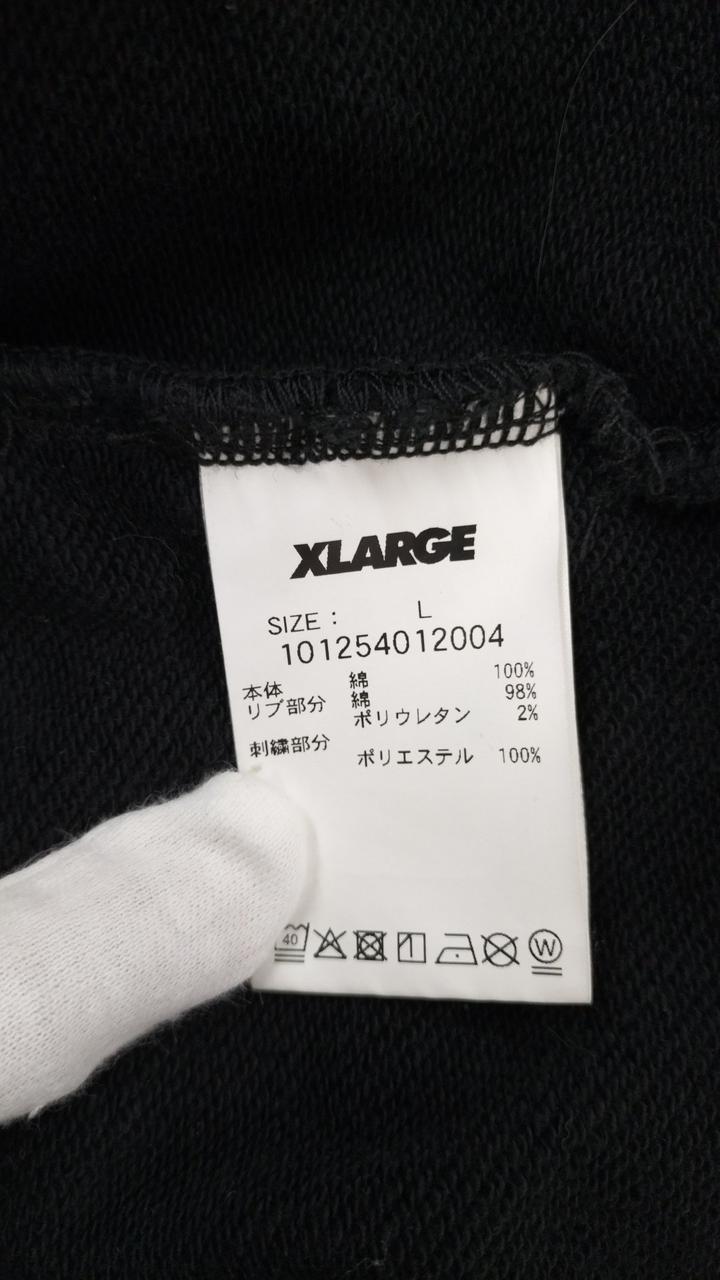 XLARGE
SIZE : L
101254012004
本体 綿 100%
リブ部分 綿 98%
ポリウレタン 2%
刺繍部分 ポリエステル 100%
40
W